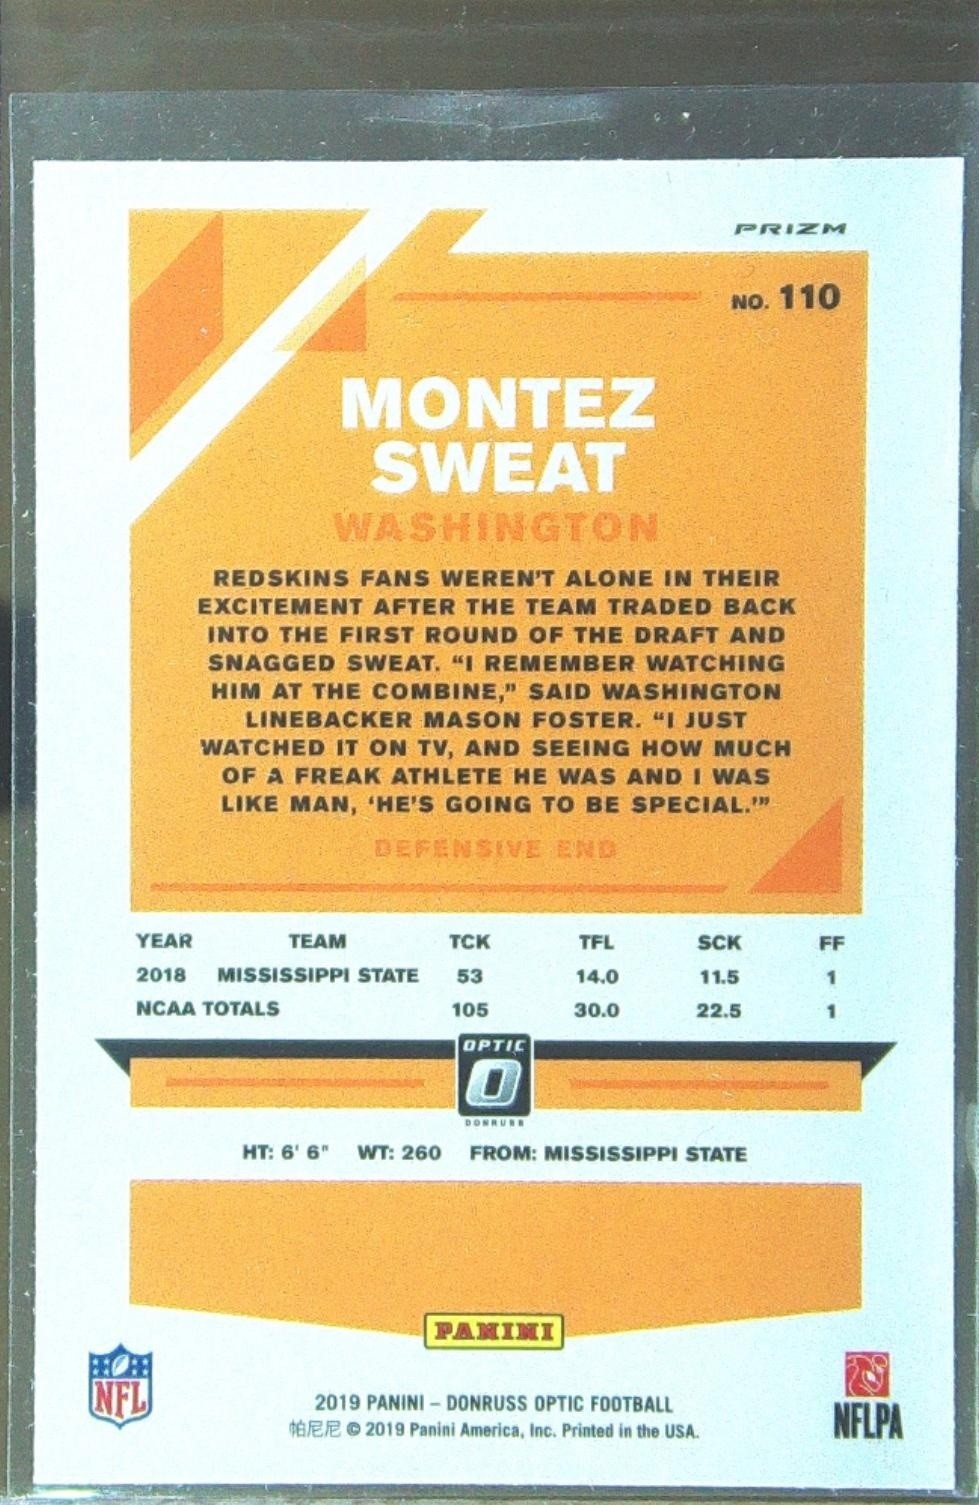 PRIZM
NO. 110
MONTEZ
SWEAT
WASHINGTON
REDSKINS FANS WEREN'T ALONE IN THEIR
EXCITEMENT AFTER THE TEAM TRADED BACK
INTO THE FIRST ROUND OF THE DRAFT AND
SNAGGED SWEAT. “I REMEMBER WATCHING
HIM AT THE COMBINE,” SAID WASHINGTON
LINEBACKER MASON FOSTER. “I JUST
WATCHED IT ON TV, AND SEEING HOW MUCH
OF A FREAK ATHLETE HE WAS AND I WAS
LIKE MAN, ‘HE'S GOING TO BE SPECIAL.’”
DEFENSIVE END
YEAR TEAM TCK TFL SCK FF
2018 MISSISSIPPI STATE 53 14.0 11.5 1
NCAA TOTALS 105 30.0 22.5 1
OPTIC
O
DONRUSS
HT: 6' 6" WT: 260 FROM: MISSISSIPPI STATE
PANINI
NFL
NFLPA
2019 PANINI – DONRUSS OPTIC FOOTBALL
帕尼尼 © 2019 Panini America, Inc. Printed in the USA.